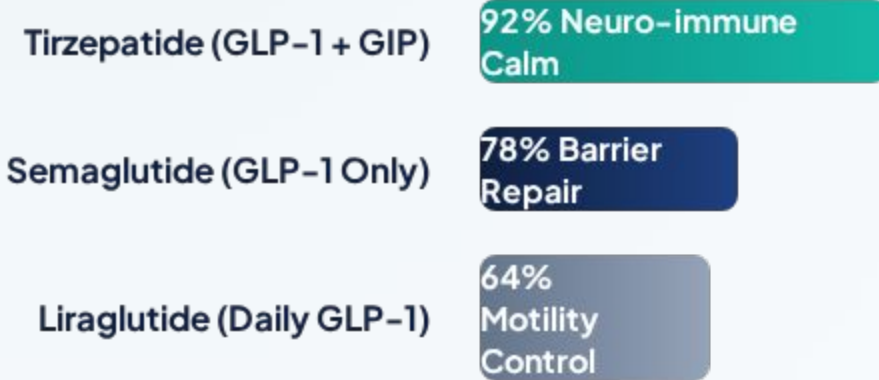 Tirzepatide (GLP-1 + GIP)
92% Neuro-immune
Calm
Semaglutide (GLP-1 Only)
78% Barrier
Repair
Liraglutide (Daily GLP-1)
64%
Motility
Control